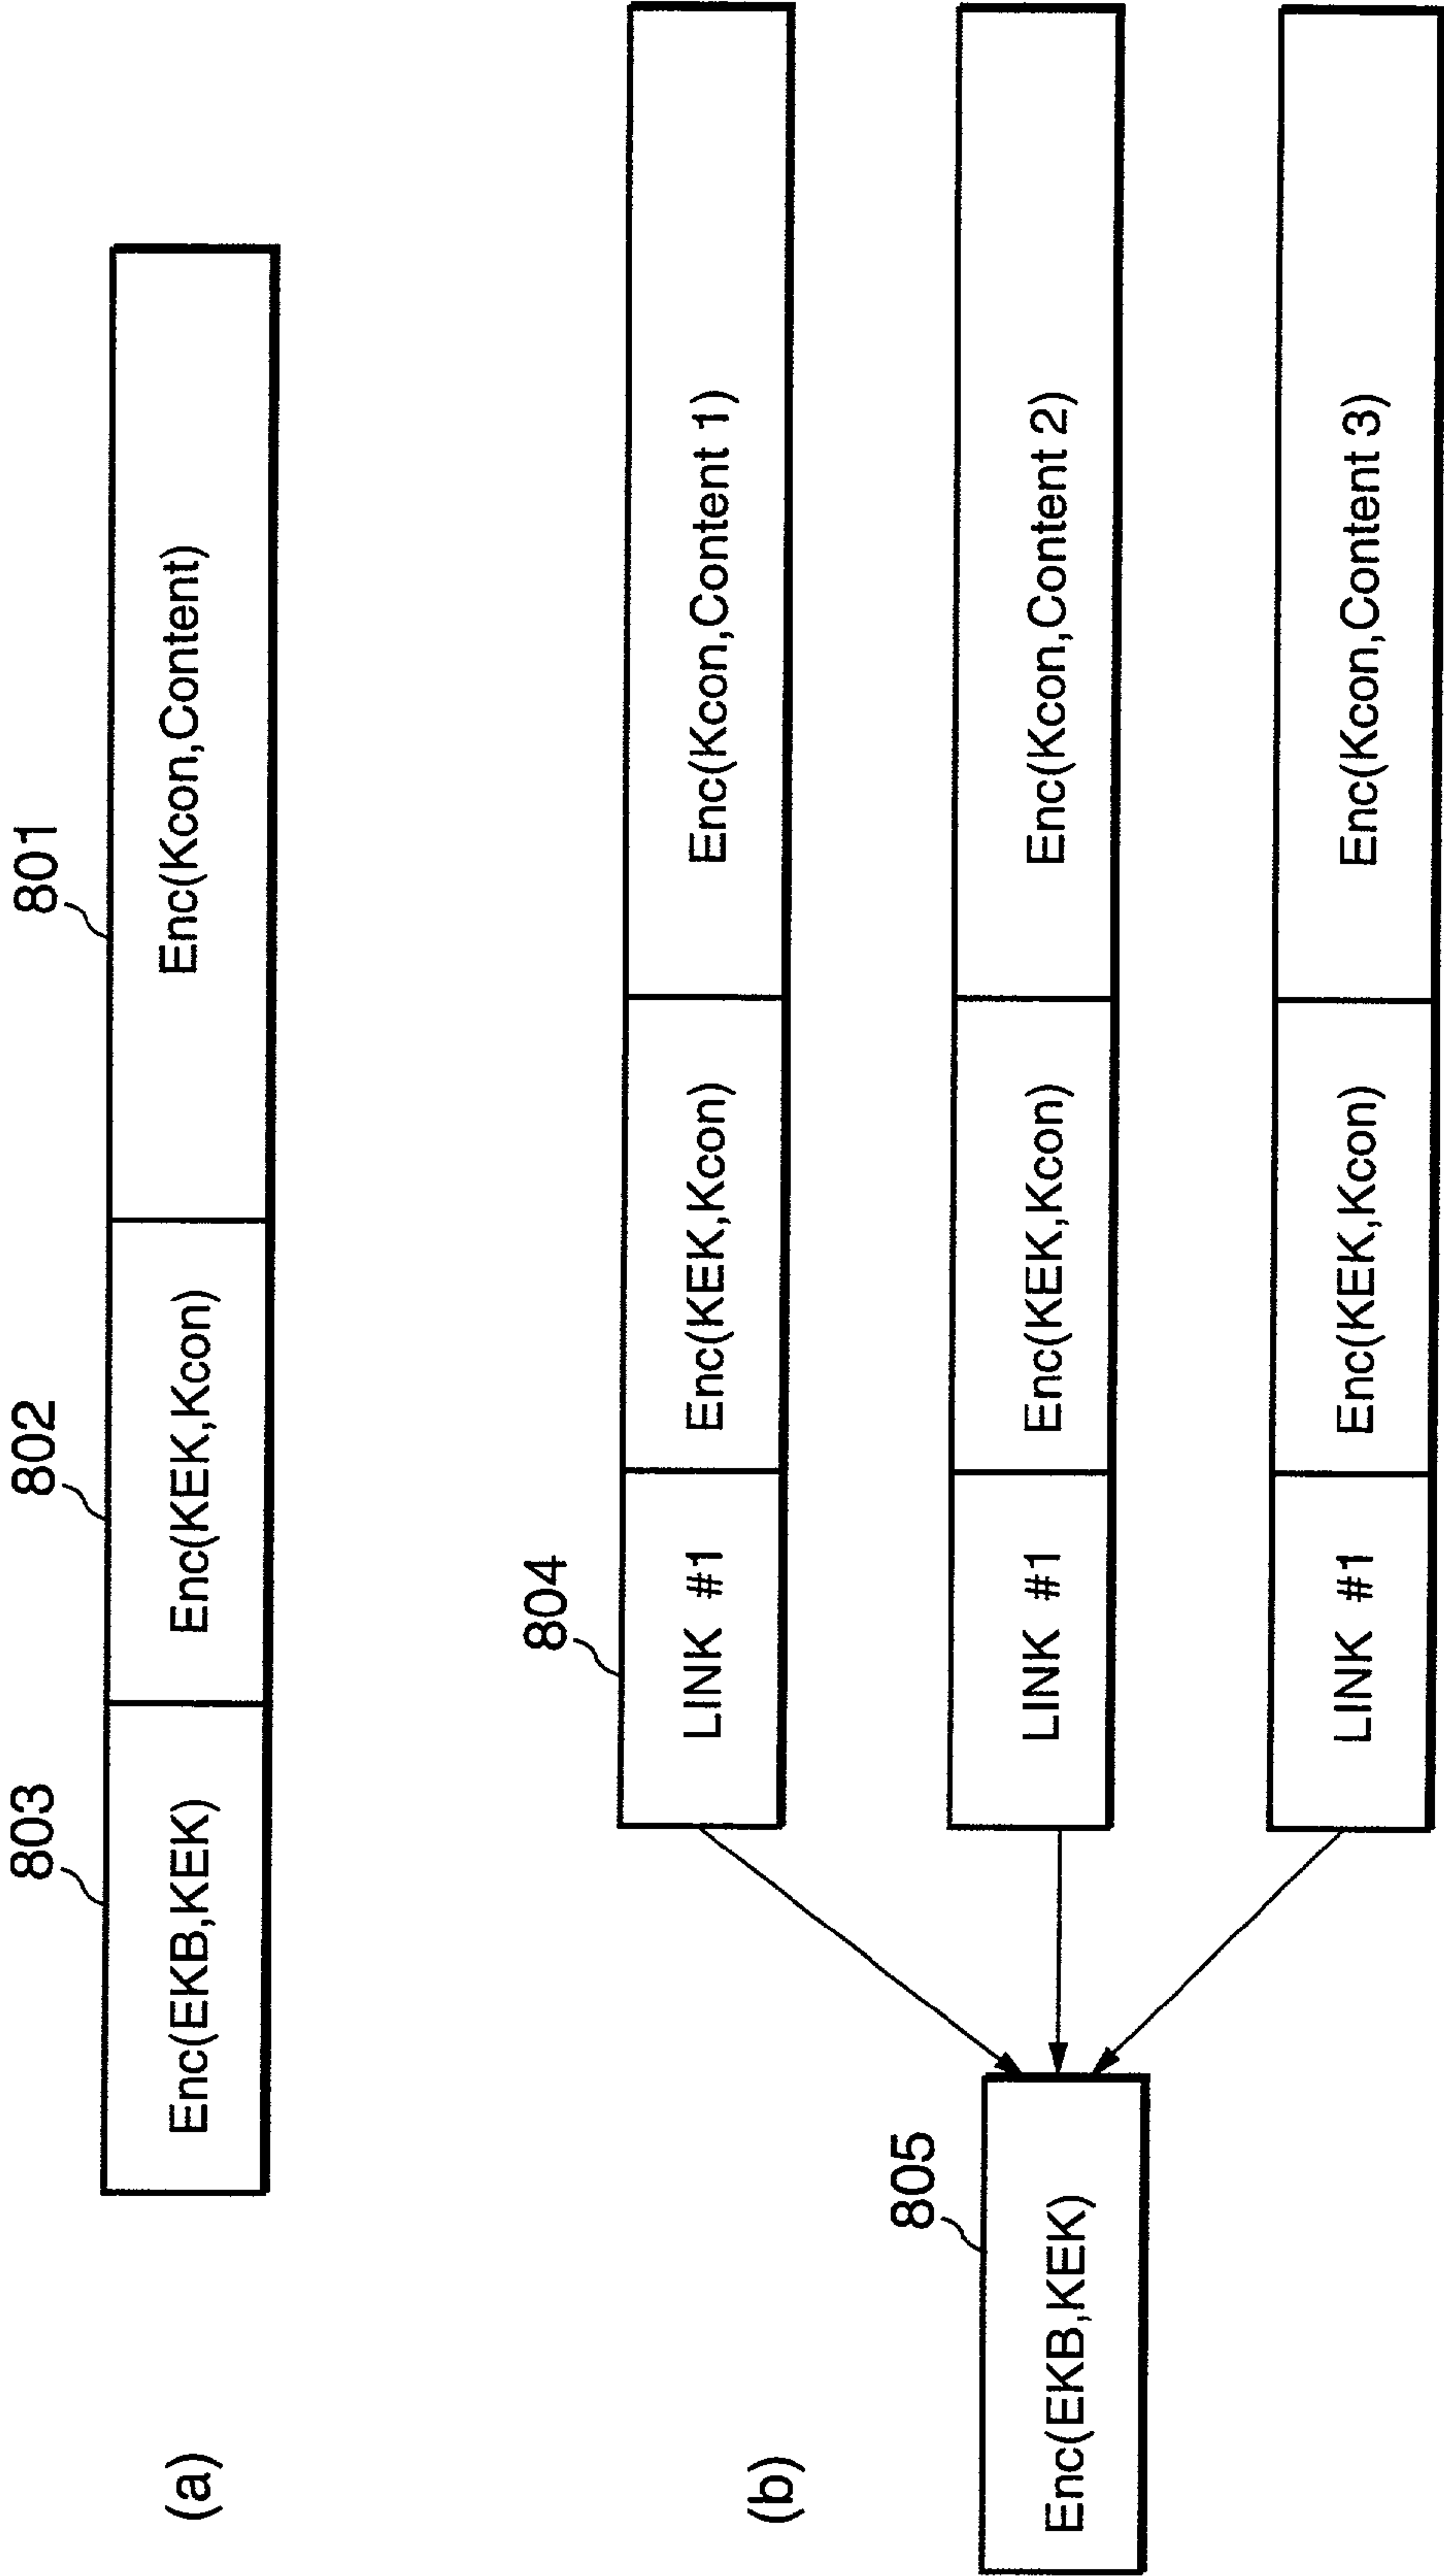 (a)
803
802
801
Enc(EKB,KEK)
Enc(KEK,Kcon)
Enc(Kcon,Content)
(b)
804
LINK #1
Enc(KEK,Kcon)
Enc(Kcon,Content 1)
805
Enc(EKB,KEK)
LINK #1
Enc(KEK,Kcon)
Enc(Kcon,Content 2)
LINK #1
Enc(KEK,Kcon)
Enc(Kcon,Content 3)